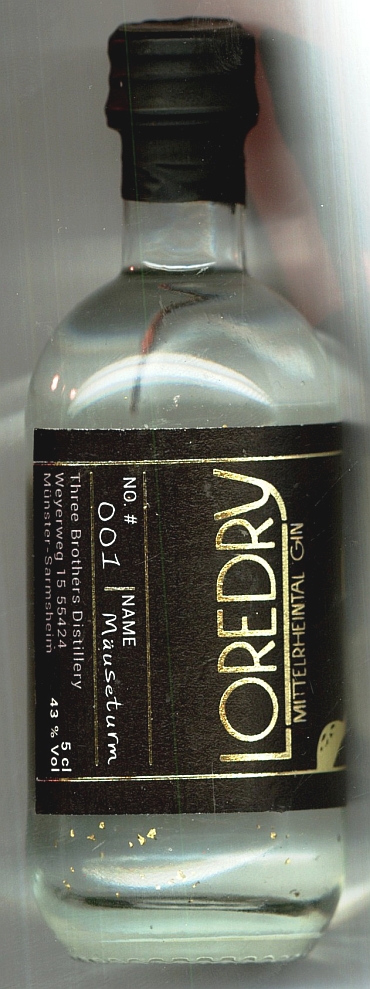 LOREDRY
MITTELRHEINTAL GIN
NO. # | NAME
001 Mäuseturm
Three Brothers Distillery
Weyerweg 15 55424
Münster-Sarmsheim
5 cl
43 % Vol